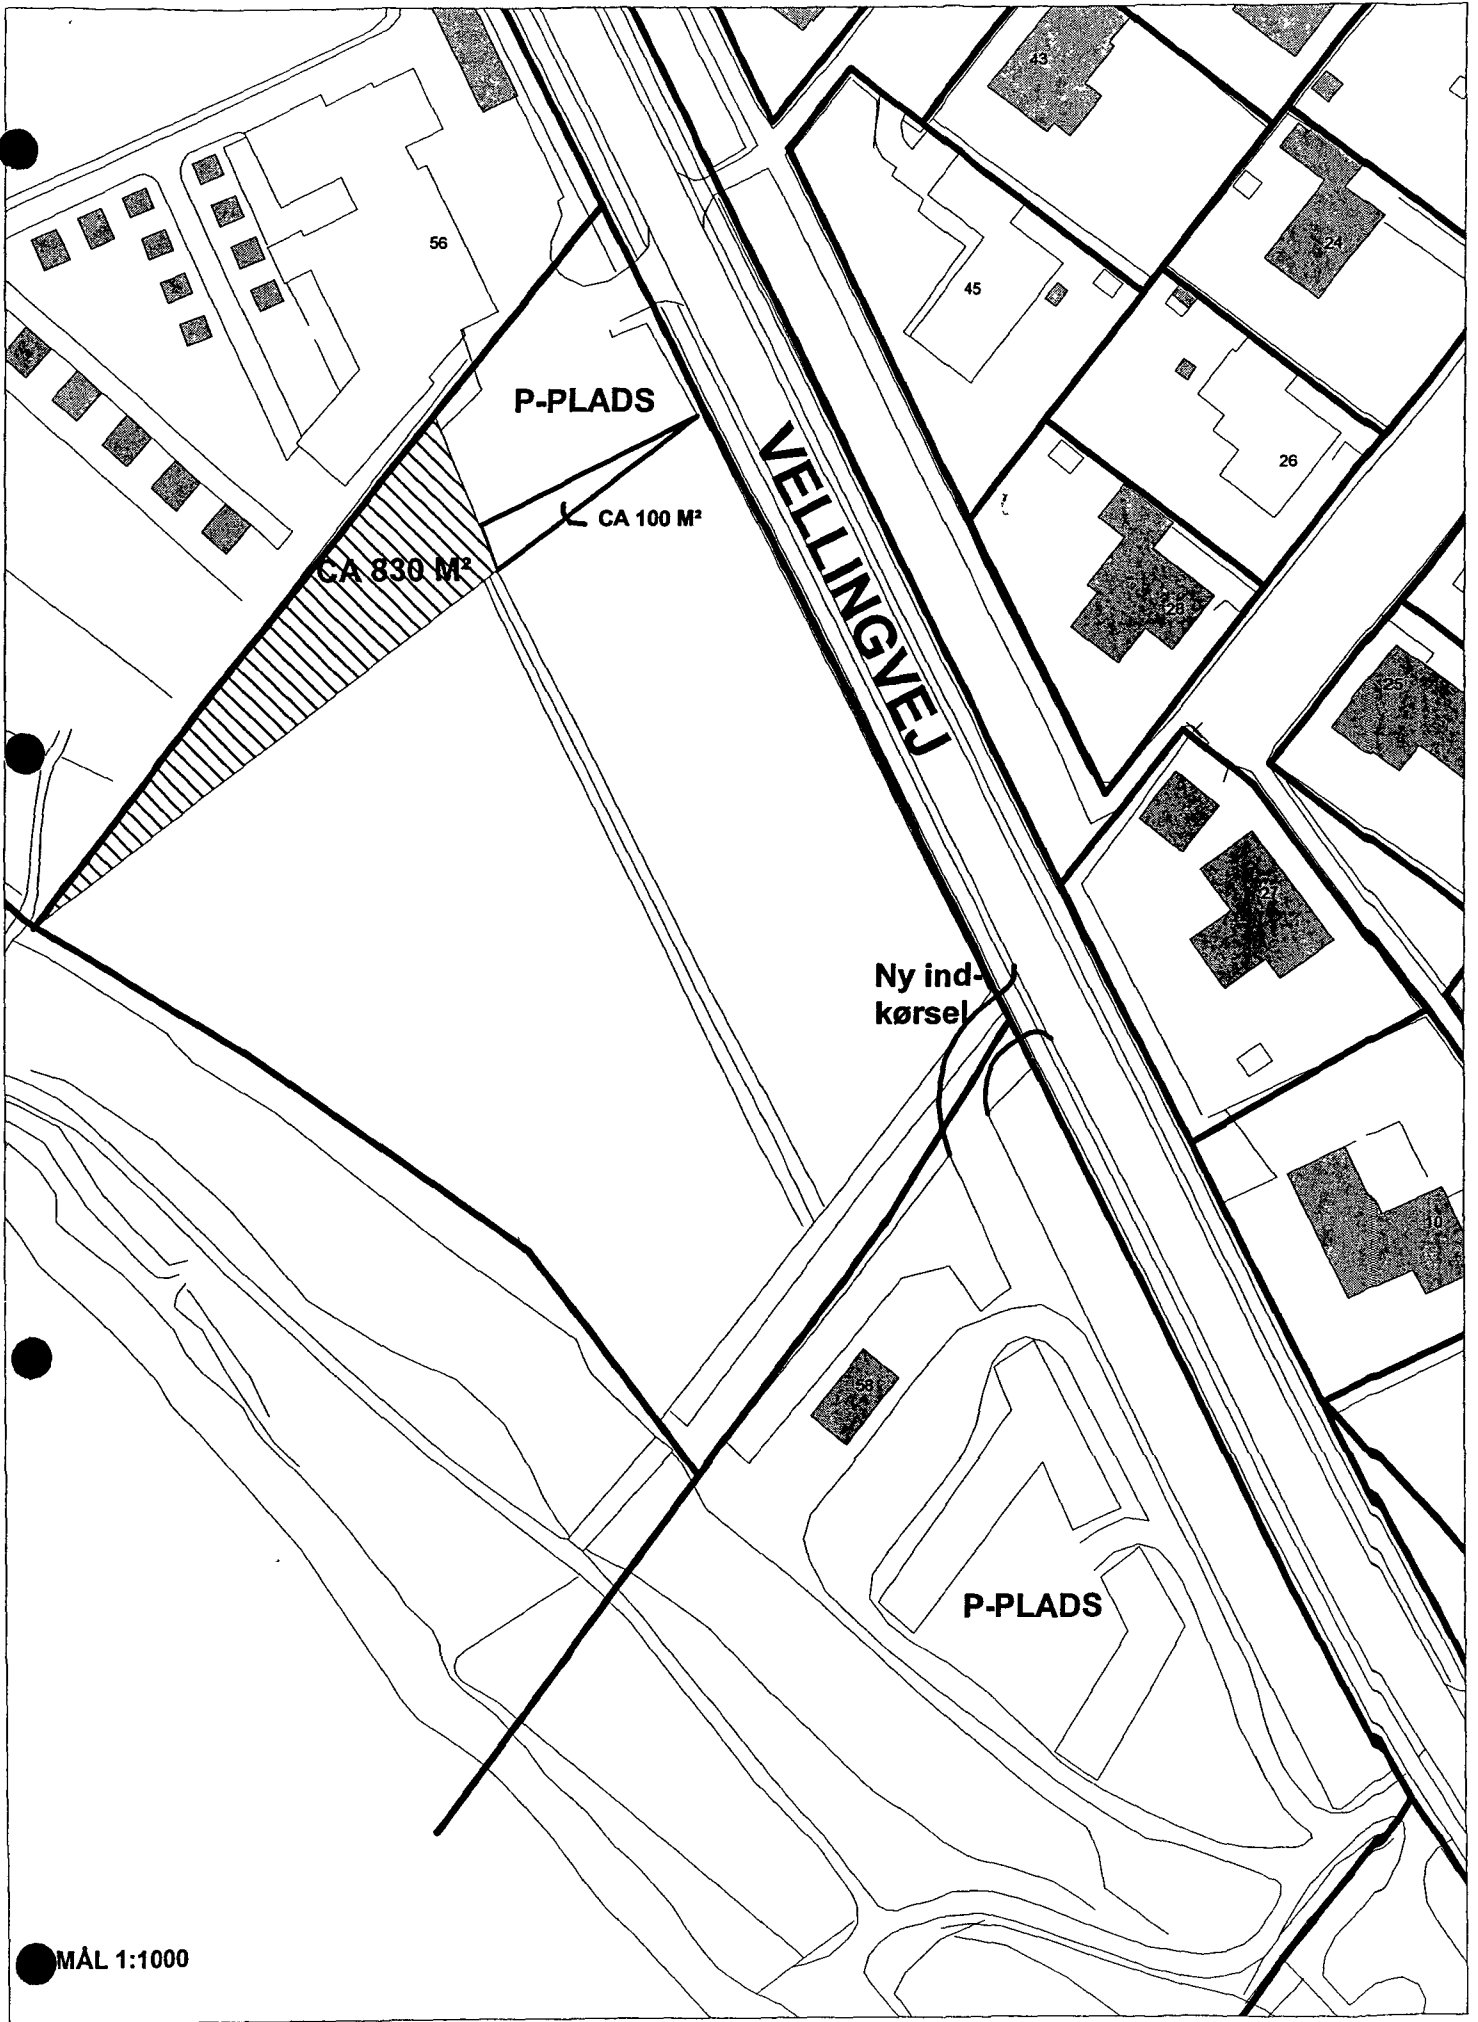 43
24
56
45
P-PLADS
26
CA 100 M²
VELLINGVEJ
CA 830 M²
28
25
27
Ny ind-
kørsel
10
58
P-PLADS
MÅL 1:1000